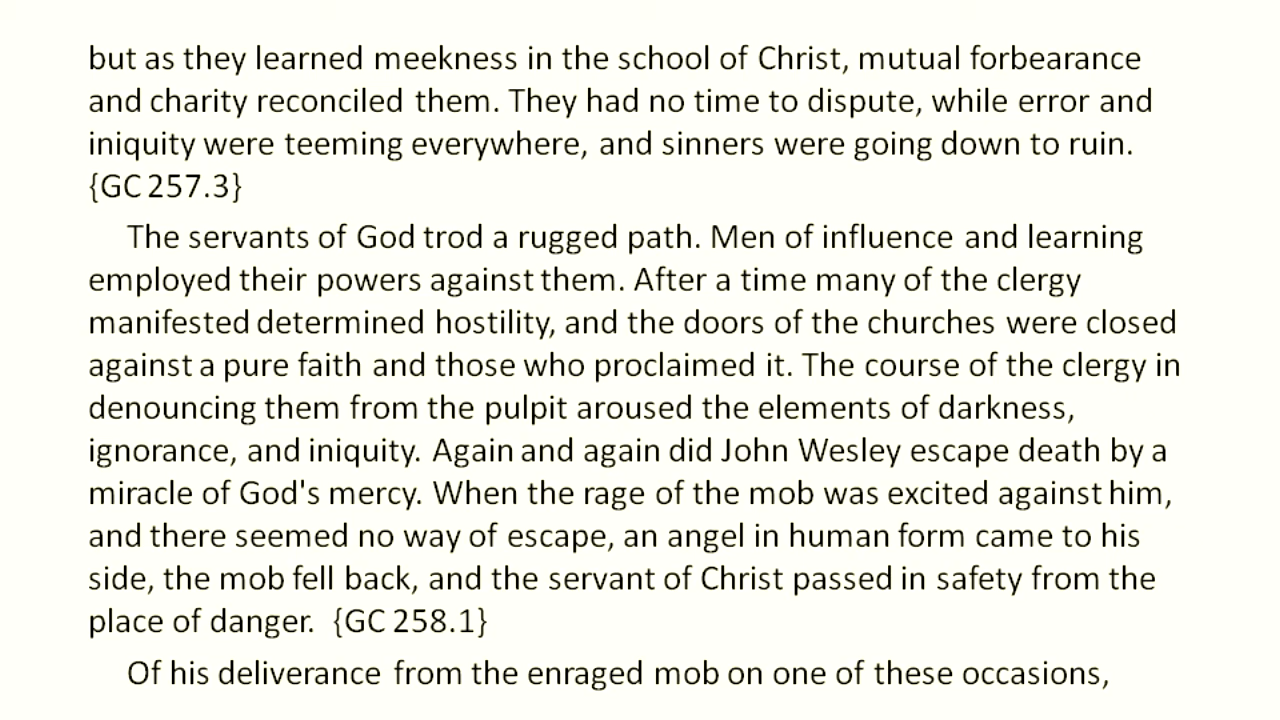 but as they learned meekness in the school of Christ, mutual forbearance
and charity reconciled them. They had no time to dispute, while error and
iniquity were teeming everywhere, and sinners were going down to ruin.
{GC 257.3}
The servants of God trod a rugged path. Men of influence and learning
employed their powers against them. After a time many of the clergy
manifested determined hostility, and the doors of the churches were closed
against a pure faith and those who proclaimed it. The course of the clergy in
denouncing them from the pulpit aroused the elements of darkness,
ignorance, and iniquity. Again and again did John Wesley escape death by a
miracle of God's mercy. When the rage of the mob was excited against him,
and there seemed no way of escape, an angel in human form came to his
side, the mob fell back, and the servant of Christ passed in safety from the
place of danger. {GC 258.1}
Of his deliverance from the enraged mob on one of these occasions,